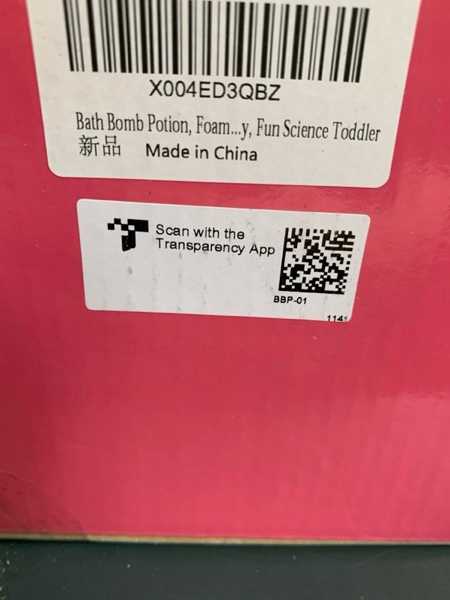 X004ED3QBZ
Bath Bomb Potion, Foam...y, Fun Science Toddler
新品 Made in China
Scan with the
Transparency App
BBP-01
114